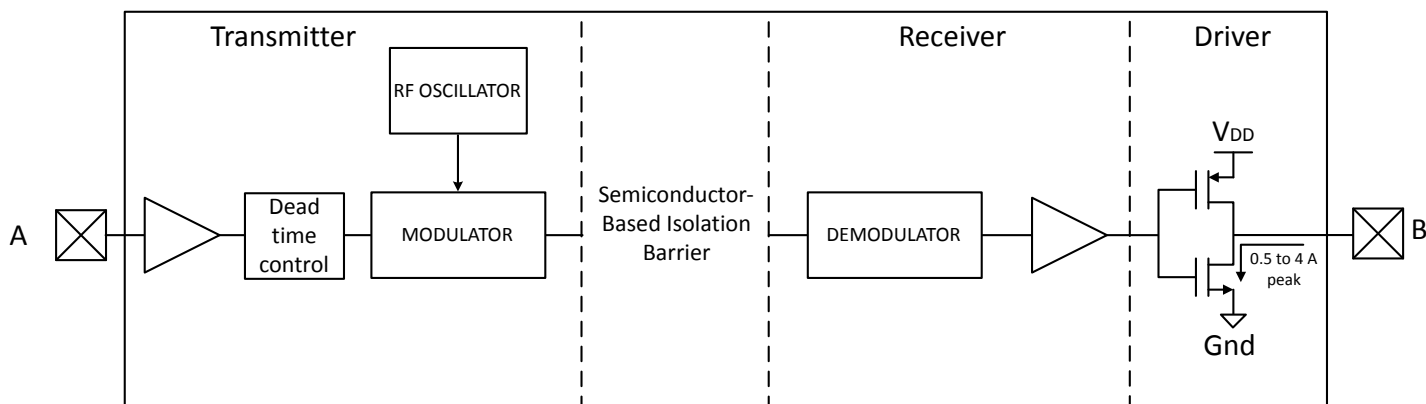 Transmitter
Receiver
Driver
RF OSCILLATOR
VDD
A
Dead
time
control
MODULATOR
Semiconductor-
Based Isolation
Barrier
DEMODULATOR
B
0.5 to 4 A
peak
Gnd